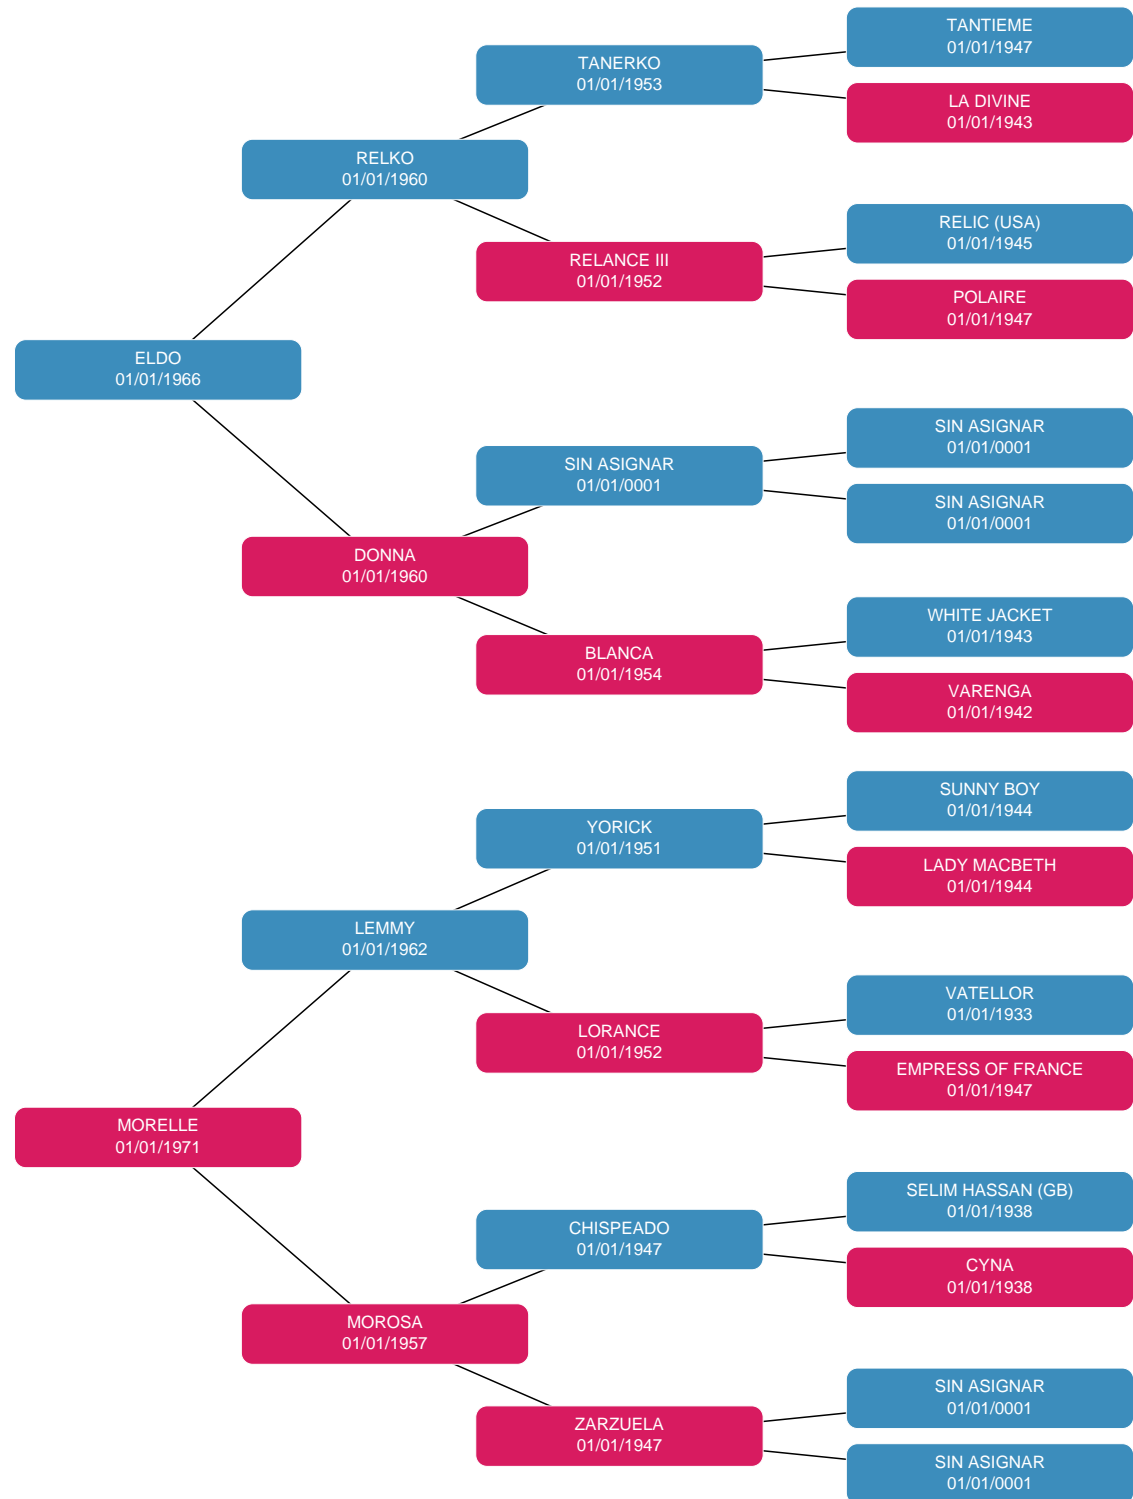 TANTIEME
01/01/1947
TANERKO
01/01/1953
LA DIVINE
01/01/1943
RELKO
01/01/1960
RELIC (USA)
01/01/1945
RELANCE III
01/01/1952
POLAIRE
01/01/1947
ELDO
01/01/1966
SIN ASIGNAR
01/01/0001
SIN ASIGNAR
01/01/0001
SIN ASIGNAR
01/01/0001
DONNA
01/01/1960
WHITE JACKET
01/01/1943
BLANCA
01/01/1954
VARENGA
01/01/1942
SUNNY BOY
01/01/1944
YORICK
01/01/1951
LADY MACBETH
01/01/1944
LEMMY
01/01/1962
VATELLOR
01/01/1933
LORANCE
01/01/1952
EMPRESS OF FRANCE
01/01/1947
MORELLE
01/01/1971
SELIM HASSAN (GB)
01/01/1938
CHISPEADO
01/01/1947
CYNA
01/01/1938
MOROSA
01/01/1957
SIN ASIGNAR
01/01/0001
ZARZUELA
01/01/1947
SIN ASIGNAR
01/01/0001